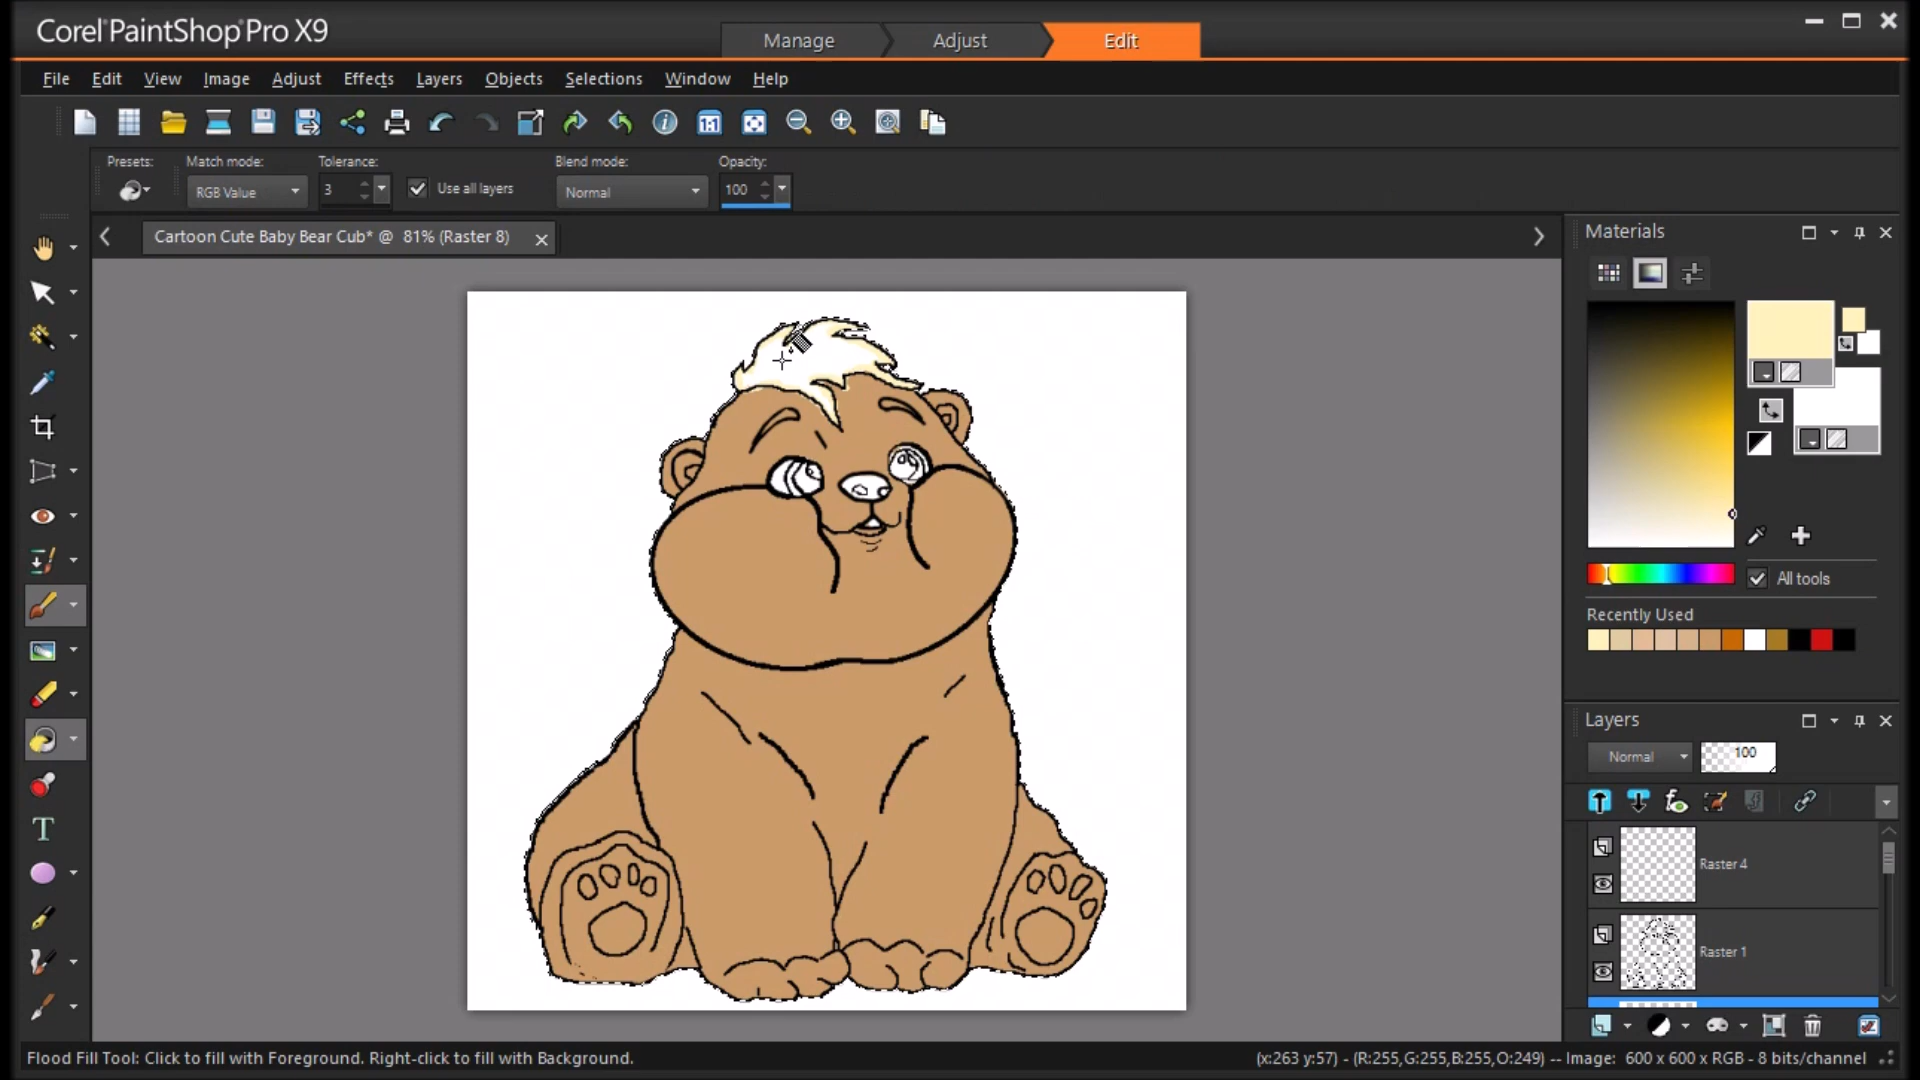 Corel PaintShop Pro X9
Manage Adjust Edit
File Edit View Image Adjust Effects Layers Objects Selections Window Help
1:1
Presets: Match mode: Tolerance: Blend mode: Opacity:
RGB Value 3 Use all layers Normal 100
Cartoon Cute Baby Bear Cub* @ 81% (Raster 8)
Materials
All tools
Recently Used
Layers
Normal 100
Raster 4
Raster 1
T
Flood Fill Tool: Click to fill with Foreground. Right-click to fill with Background.
(x:263 y:57) - (R:255,G:255,B:255,O:249) -- Image: 600 x 600 x RGB - 8 bits/channel